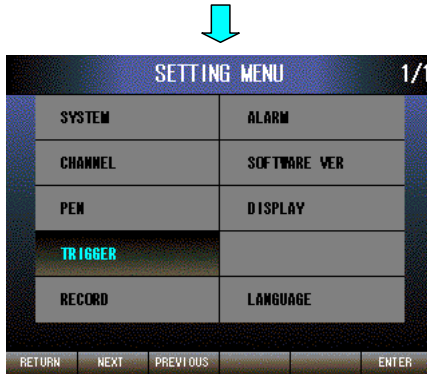 SETTING MENU 1/1
SYSTEM ALARM
CHANNEL SOFTWARE VER
PEN DISPLAY
TRIGGER
RECORD LANGUAGE
RETURN NEXT PREVIOUS ENTER